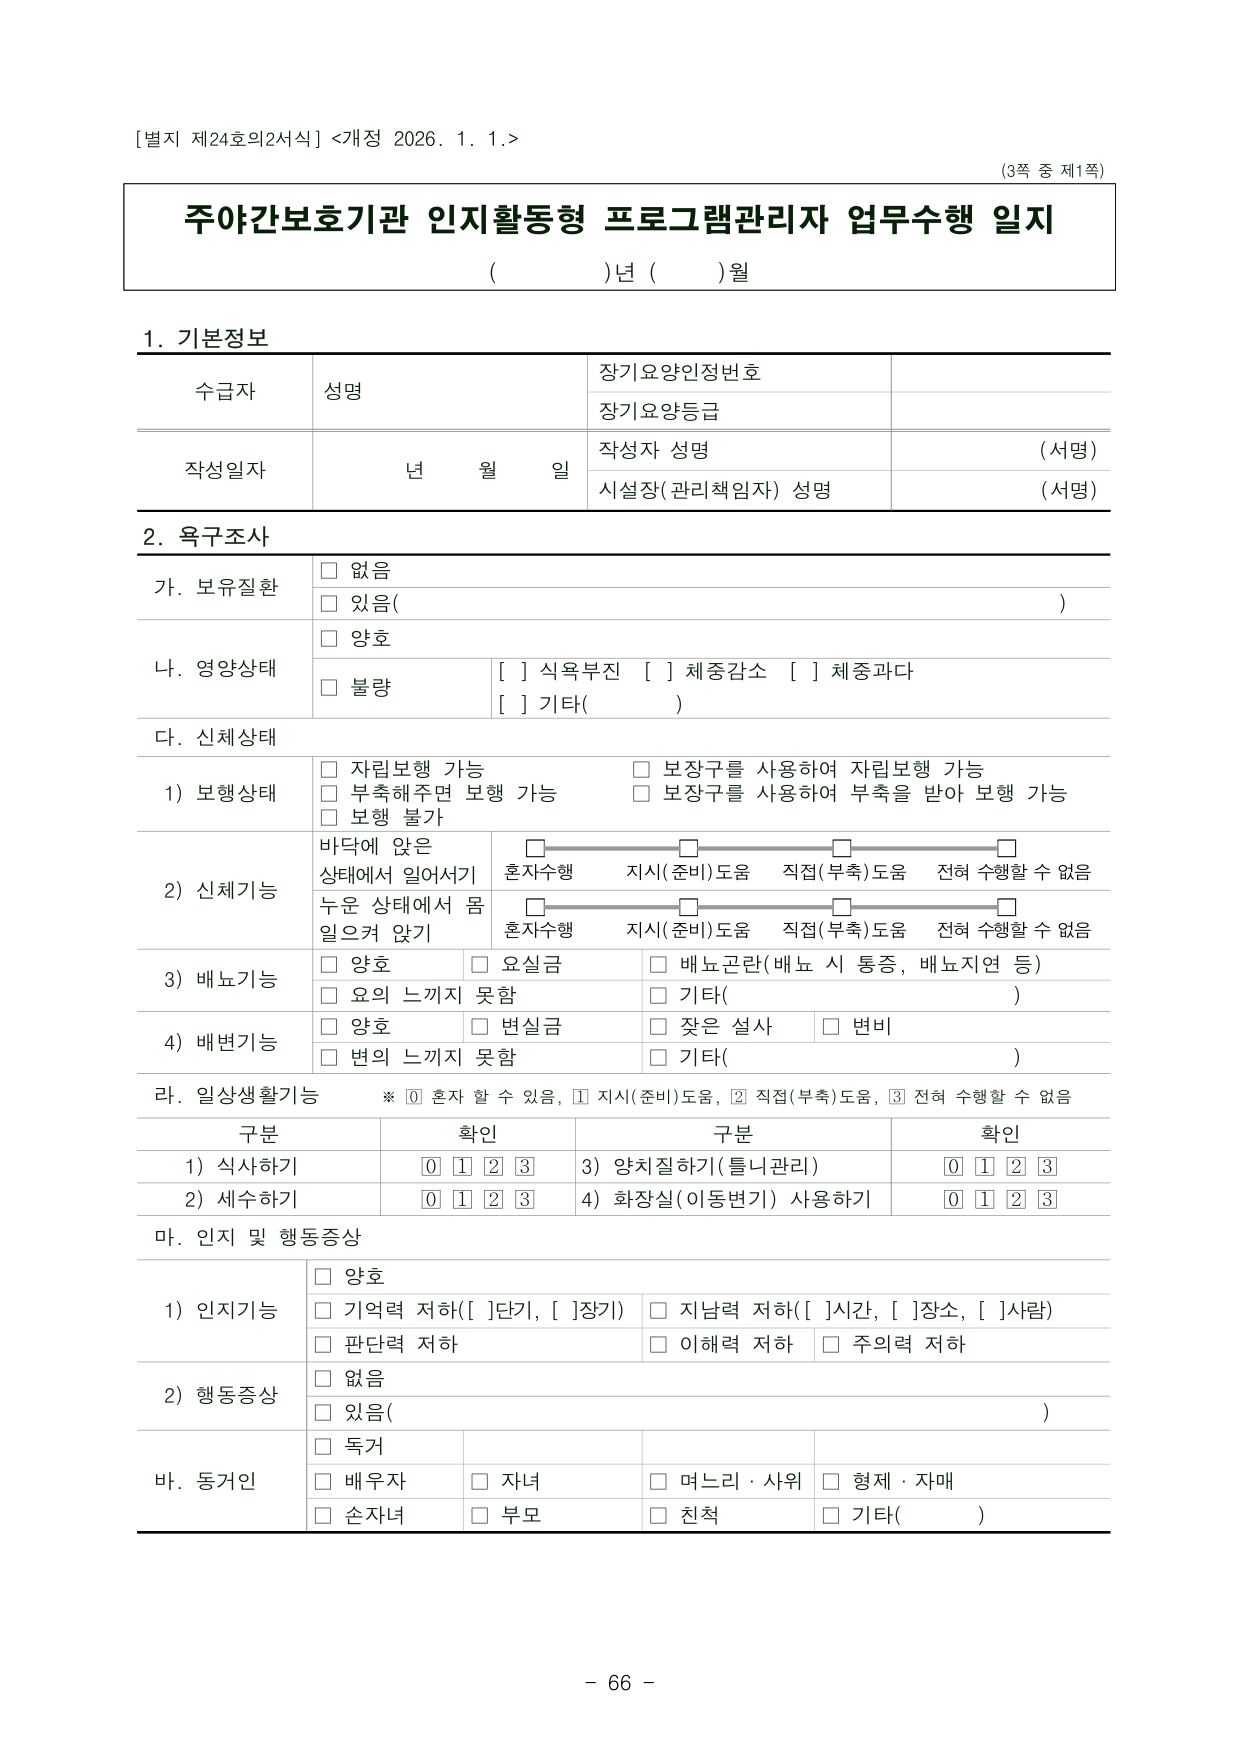 [별지 제24호의2서식] <개정 2026. 1. 1.>
(3쪽 중 제1쪽)
주야간보호기관 인지활동형 프로그램관리자 업무수행 일지
( )년 ( )월
1. 기본정보
수급자 성명 장기요양인정번호
장기요양등급
작성일자 년 월 일 작성자 성명 (서명)
시설장(관리책임자) 성명 (서명)
2. 욕구조사
가. 보유질환
□ 없음
□ 있음( )
나. 영양상태
□ 양호
□ 불량
[ ] 식욕부진 [ ] 체중감소 [ ] 체중과다
[ ] 기타( )
다. 신체상태
1) 보행상태
□ 자립보행 가능 □ 보장구를 사용하여 자립보행 가능
□ 부축해주면 보행 가능 □ 보장구를 사용하여 부축을 받아 보행 가능
□ 보행 불가
2) 신체기능
바닥에 앉은
상태에서 일어서기
□ □ □ □
혼자수행 지시(준비)도움 직접(부축)도움 전혀 수행할 수 없음
누운 상태에서 몸
일으켜 앉기
□ □ □ □
혼자수행 지시(준비)도움 직접(부축)도움 전혀 수행할 수 없음
3) 배뇨기능
□ 양호 □ 요실금 □ 배뇨곤란(배뇨 시 통증, 배뇨지연 등)
□ 요의 느끼지 못함 □ 기타( )
4) 배변기능
□ 양호 □ 변실금 □ 잦은 설사 □ 변비
□ 변의 느끼지 못함 □ 기타( )
라. 일상생활기능 ※ 0 혼자 할 수 있음, 1 지시(준비)도움, 2 직접(부축)도움, 3 전혀 수행할 수 없음
구분 확인 구분 확인
1) 식사하기 0 1 2 3 3) 양치질하기(틀니관리) 0 1 2 3
2) 세수하기 0 1 2 3 4) 화장실(이동변기) 사용하기 0 1 2 3
마. 인지 및 행동증상
1) 인지기능
□ 양호
□ 기억력 저하([ ]단기, [ ]장기) □ 지남력 저하([ ]시간, [ ]장소, [ ]사람)
□ 판단력 저하 □ 이해력 저하 □ 주의력 저하
2) 행동증상
□ 없음
□ 있음( )
바. 동거인
□ 독거
□ 배우자 □ 자녀 □ 며느리 · 사위 □ 형제 · 자매
□ 손자녀 □ 부모 □ 친척 □ 기타( )
- 66 -